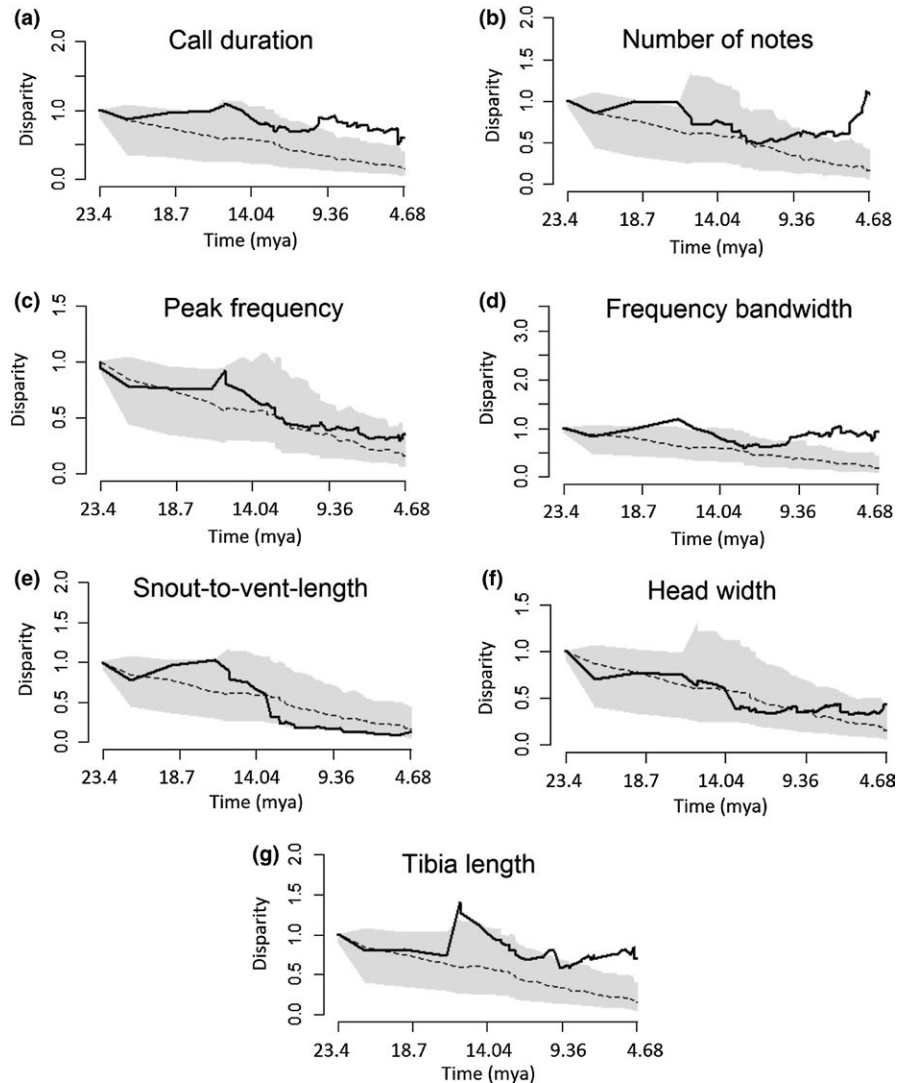 (a)
Call duration
Disparity
0.0 0.5 1.0 1.5 2.0
23.4 18.7 14.04 9.36 4.68
Time (mya)
(b)
Number of notes
Disparity
0.0 0.5 1.0 1.5 2.0
23.4 18.7 14.04 9.36 4.68
Time (mya)
(c)
Peak frequency
Disparity
0.0 0.5 1.0 1.5
23.4 18.7 14.04 9.36 4.68
Time (mya)
(d)
Frequency bandwidth
Disparity
0.0 1.0 2.0 3.0
23.4 18.7 14.04 9.36 4.68
Time (mya)
(e)
Snout-to-vent-length
Disparity
0.0 0.5 1.0 1.5 2.0
23.4 18.7 14.04 9.36 4.68
Time (mya)
(f)
Head width
Disparity
0.0 0.5 1.0 1.5
23.4 18.7 14.04 9.36 4.68
Time (mya)
(g)
Tibia length
Disparity
0.0 0.5 1.0 1.5 2.0
23.4 18.7 14.04 9.36 4.68
Time (mya)